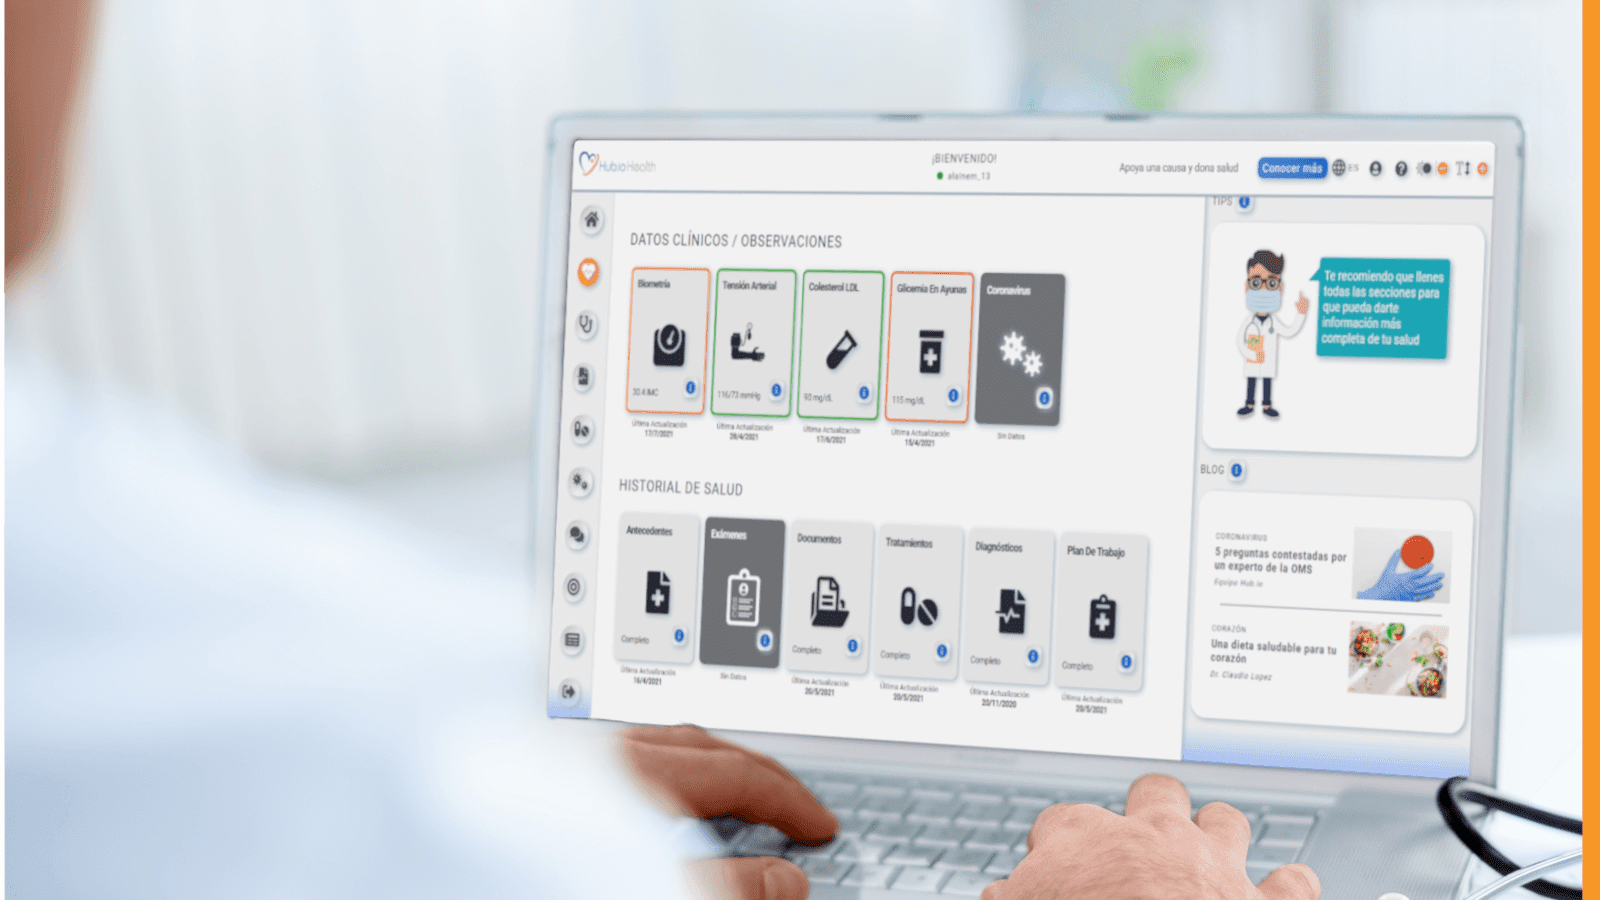 Hubio Health
¡BIENVENIDO!
alainem_13
Apoya una causa y dona salud
Conocer más
ES
DATOS CLÍNICOS / OBSERVACIONES
Biometría
Tensión Arterial
Colesterol LDL
Glicemia En Ayunas
Coronavirus
30.4 IMC
116/73 mmHg
90 mg/dL
115 mg/dL
Última Actualización
17/7/2021
Última Actualización
28/4/2021
Última Actualización
17/6/2021
Última Actualización
15/4/2021
Sin Datos
HISTORIAL DE SALUD
Antecedentes
Exámenes
Documentos
Tratamientos
Diagnósticos
Plan De Trabajo
Completo
Completo
Completo
Completo
Completo
Última Actualización
16/4/2021
Sin Datos
Última Actualización
20/5/2021
Última Actualización
20/5/2021
Última Actualización
20/11/2020
Última Actualización
20/5/2021
TIPS
Te recomiendo que llenes
todas las secciones para
que pueda darte
información más
completa de tu salud
BLOG
CORONAVIRUS
5 preguntas contestadas por
un experto de la OMS
Equipo Hub.io
CORAZÓN
Una dieta saludable para tu
corazón
Dr. Claudio Lopez